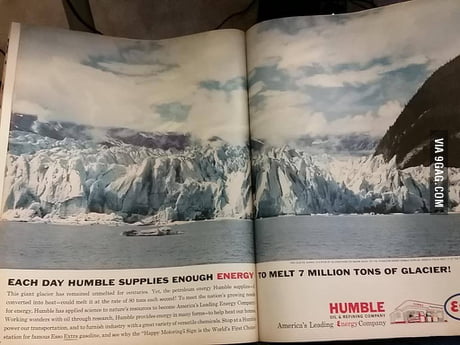 EACH DAY HUMBLE SUPPLIES ENOUGH ENERGY TO MELT 7 MILLION TONS OF GLACIER!
This giant glacier has remained unmelted for centuries. Yet, the petroleum energy Humble supplies—if
converted into heat—could melt it at the rate of 80 tons each second! To meet the nation's growing needs
for energy, Humble has applied science to nature's resources to become America's Leading Energy Company.
Working wonders with oil through research, Humble provides energy in many forms—to help heat our homes,
power our transportation, and to furnish industry with a great variety of versatile chemicals. Stop at a Humble
station for famous Enco Extra gasoline, and see why the "Happy Motoring" Sign is the World's First Choice!
HUMBLE
OIL & REFINING COMPANY
America's Leading Energy Company
VIA 9GAG.COM